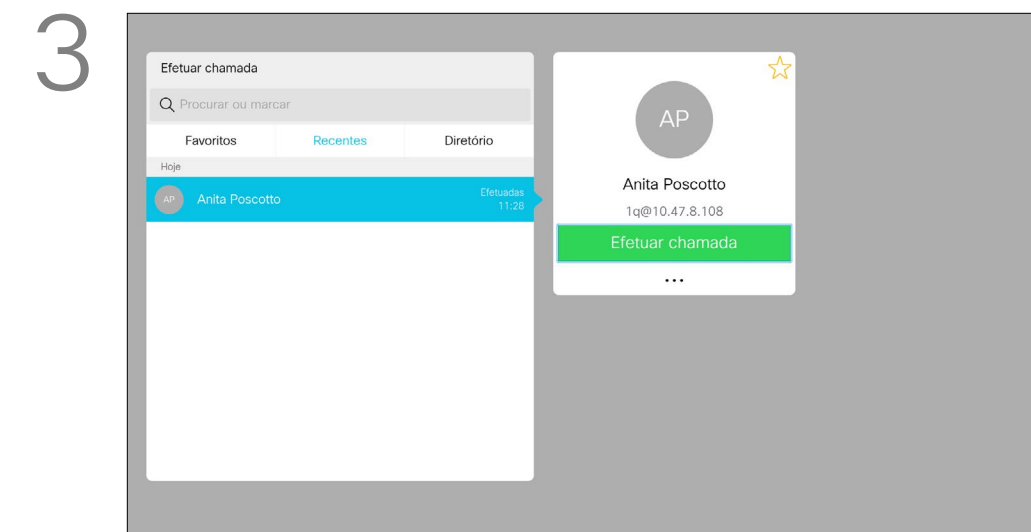 3
Efetuar chamada
Procurar ou marcar
Favoritos Recentes Diretório
Hoje
AP Anita Poscotto Efetuadas
11:28
AP
Anita Poscotto
1q@10.47.8.108
Efetuar chamada
...